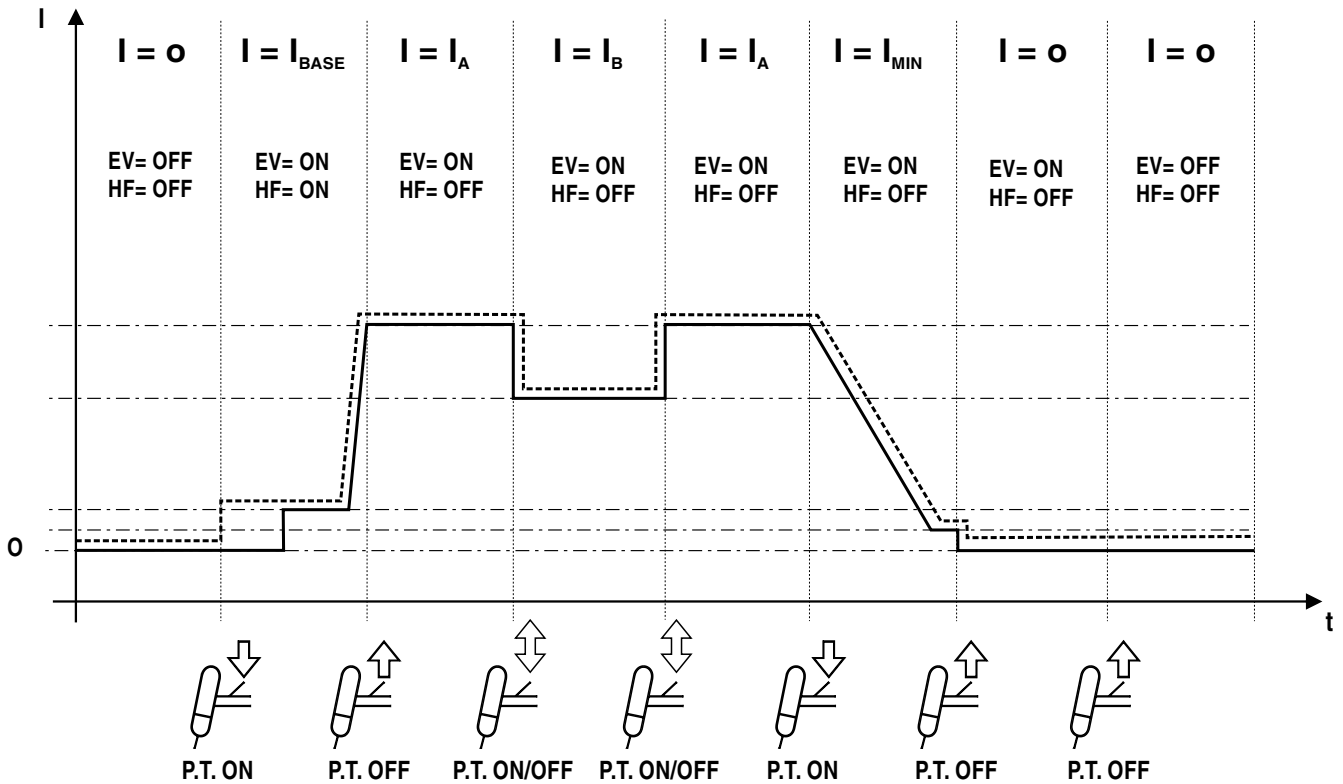 I
I = o I = I_BASE I = I_A I = I_B I = I_A I = I_MIN I = o I = o
EV= OFF EV= ON EV= ON EV= ON EV= ON EV= ON EV= ON EV= OFF
HF= OFF HF= ON HF= OFF HF= OFF HF= OFF HF= OFF HF= OFF HF= OFF
O
t
P.T. ON P.T. OFF P.T. ON/OFF P.T. ON/OFF P.T. ON P.T. OFF P.T. OFF